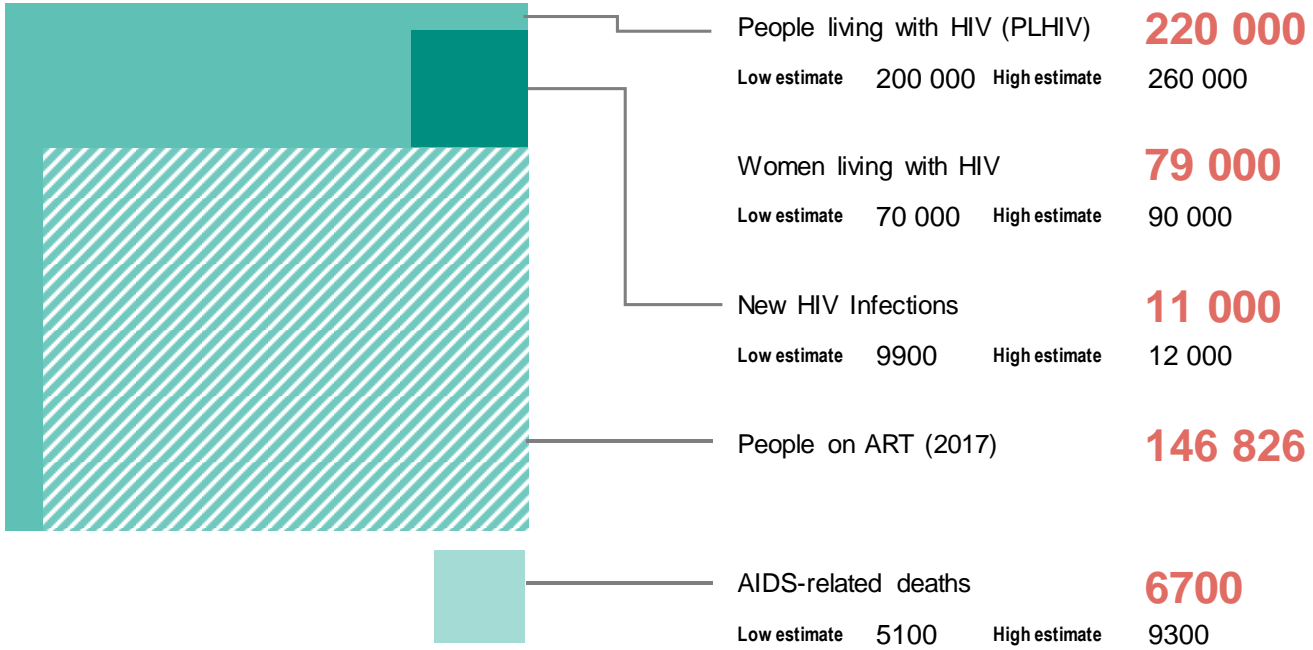 People living with HIV (PLHIV) 220 000
Low estimate 200 000 High estimate 260 000
Women living with HIV 79 000
Low estimate 70 000 High estimate 90 000
New HIV Infections 11 000
Low estimate 9900 High estimate 12 000
People on ART (2017) 146 826
AIDS-related deaths 6700
Low estimate 5100 High estimate 9300